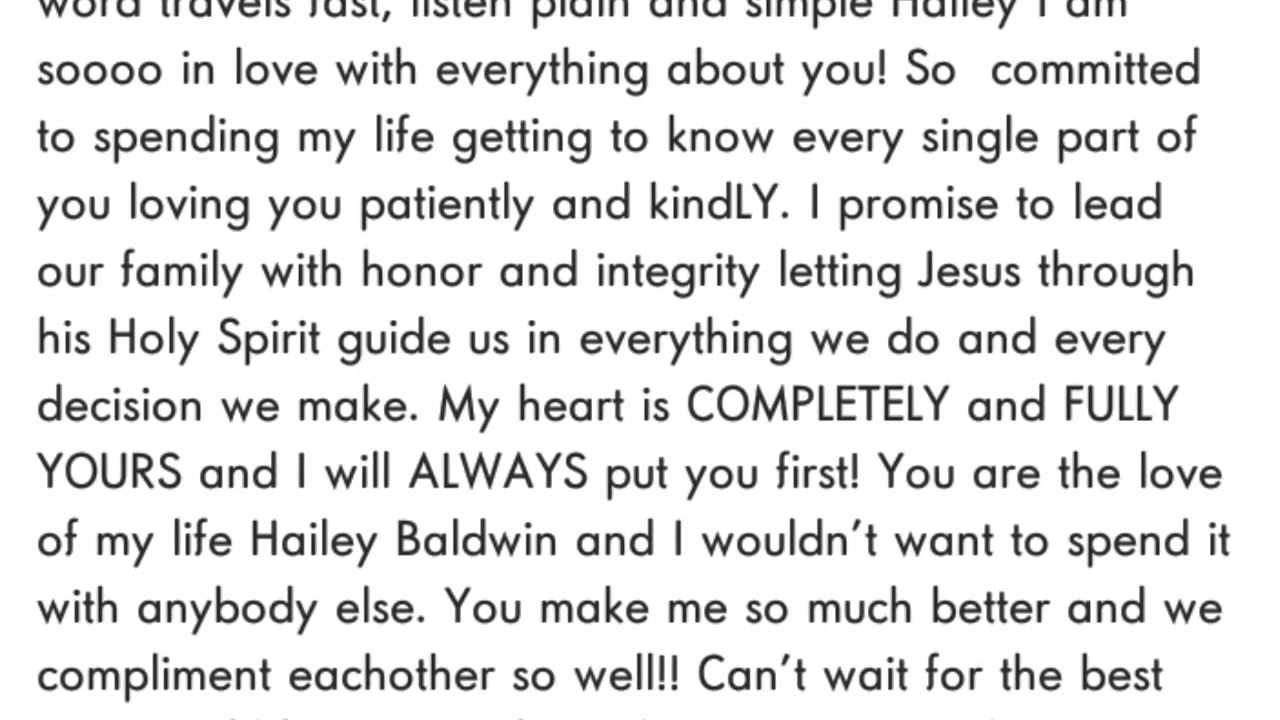 word travels fast, listen plain and simple Hailey I am
soooo in love with everything about you! So  committed
to spending my life getting to know every single part of
you loving you patiently and kindLY. I promise to lead
our family with honor and integrity letting Jesus through
his Holy Spirit guide us in everything we do and every
decision we make. My heart is COMPLETELY and FULLY
YOURS and I will ALWAYS put you first! You are the love
of my life Hailey Baldwin and I wouldn’t want to spend it
with anybody else. You make me so much better and we
compliment eachother so well!! Can’t wait for the best